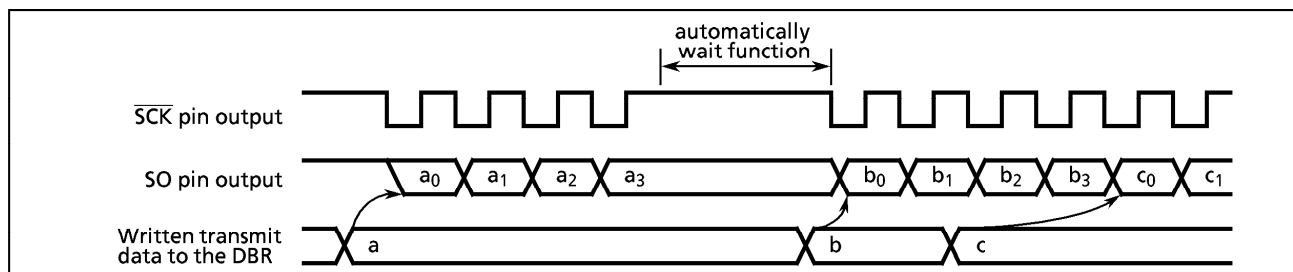 automatically
wait function
SCK pin output
SO pin output
a0 a1 a2 a3 b0 b1 b2 b3 c0 c1
Written transmit
data to the DBR
a b c